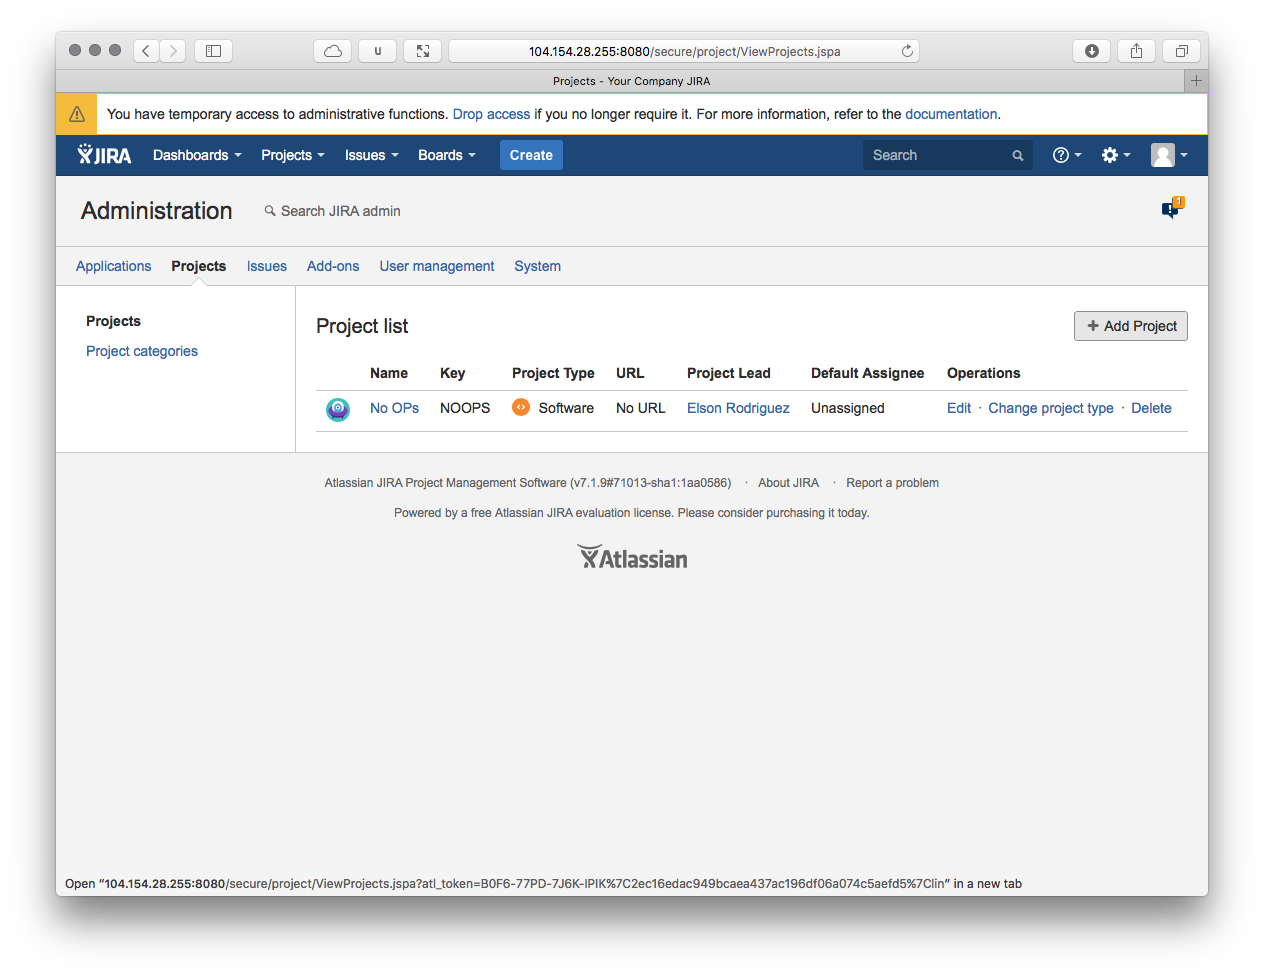 u
104.154.28.255:8080/secure/project/ViewProjects.jspa
Projects - Your Company JIRA
You have temporary access to administrative functions. Drop access if you no longer require it. For more information, refer to the documentation.
JIRA Dashboards Projects Issues Boards Create Search
Administration Search JIRA admin 1
Applications Projects Issues Add-ons User management System
Projects
Project categories
Project list
Add Project
Name Key Project Type URL Project Lead Default Assignee Operations
No OPs NOOPS Software No URL Elson Rodriguez Unassigned Edit · Change project type · Delete
Atlassian JIRA Project Management Software (v7.1.9#71013-sha1:1aa0586) · About JIRA · Report a problem
Powered by a free Atlassian JIRA evaluation license. Please consider purchasing it today.
Atlassian
Open “104.154.28.255:8080/secure/project/ViewProjects.jspa?atl_token=B0F6-77PD-7J6K-IPIK%7C2ec16edac949bcaea437ac196df06a074c5aefd5%7Clin” in a new tab